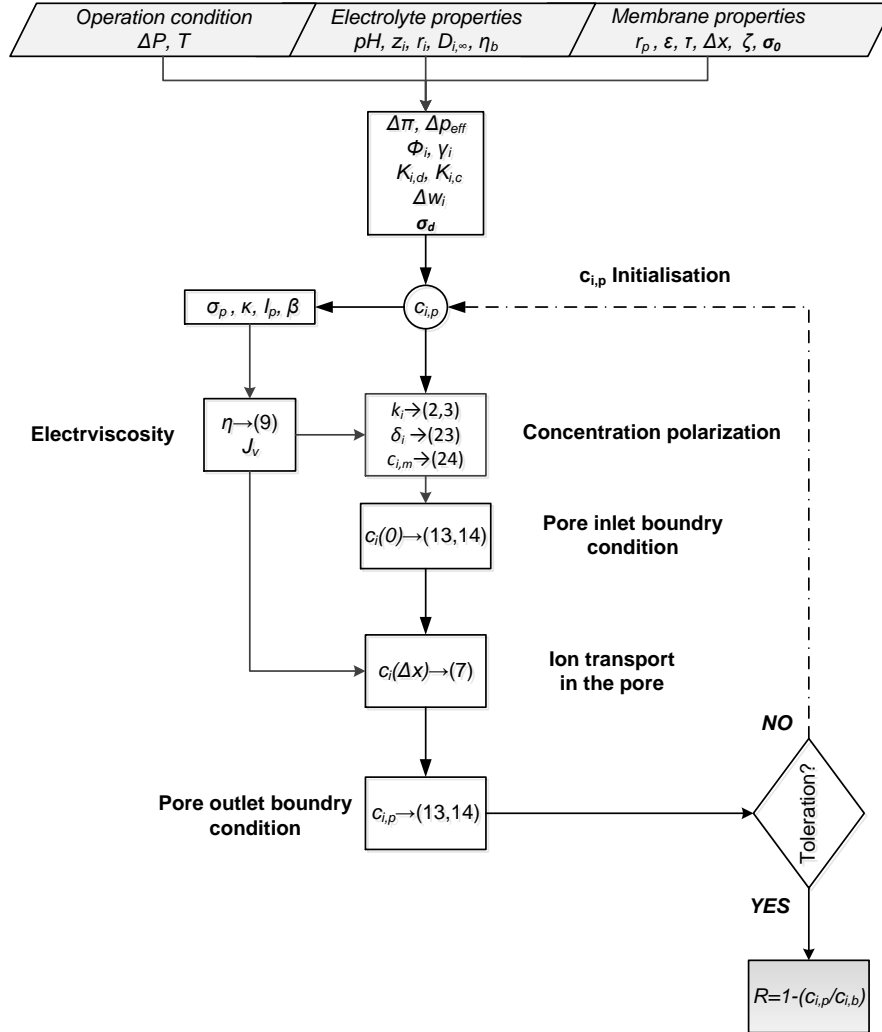 Operation condition
ΔP, T
Electrolyte properties
pH, zᵢ, rᵢ, Dᵢ,∞, ηb
Membrane properties
rp, ε, τ, Δx, ζ, σ₀
Δπ, Δpeff
Φᵢ, γᵢ
Kᵢ,d, Kᵢ,c
Δwᵢ
σd
cᵢ,p Initialisation
σp, κ, Ip, β
cᵢ,p
Electrviscosity
η→(9)
Jᵥ
kᵢ→(2,3)
δᵢ→(23)
cᵢ,m→(24)
Concentration polarization
cᵢ(0)→(13,14)
Pore inlet boundry
condition
cᵢ(Δx)→(7)
Ion transport
in the pore
NO
Pore outlet boundry
condition
cᵢ,p→(13,14)
Toleration?
YES
R=1-(cᵢ,p/cᵢ,b)